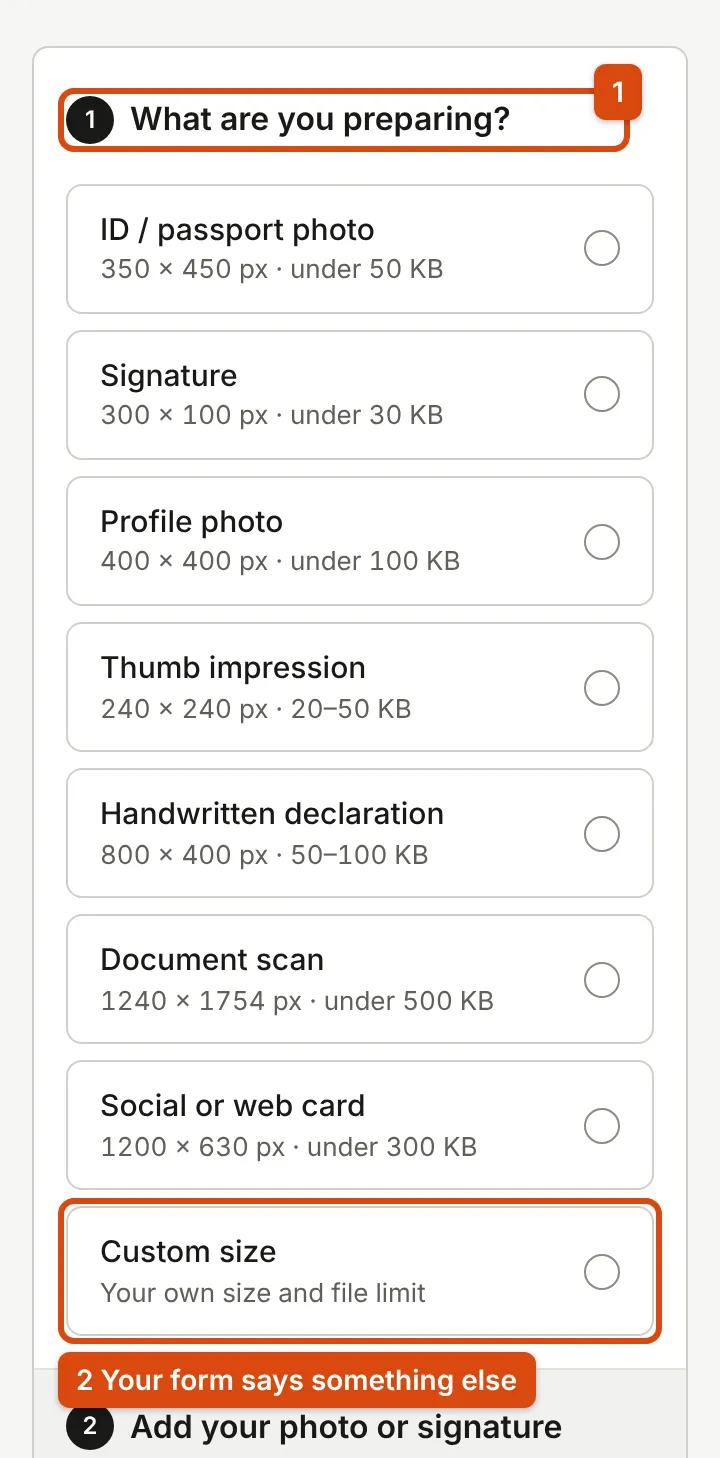 1
1 What are you preparing?
ID / passport photo
350 × 450 px · under 50 KB
Signature
300 × 100 px · under 30 KB
Profile photo
400 × 400 px · under 100 KB
Thumb impression
240 × 240 px · 20–50 KB
Handwritten declaration
800 × 400 px · 50–100 KB
Document scan
1240 × 1754 px · under 500 KB
Social or web card
1200 × 630 px · under 300 KB
Custom size
Your own size and file limit
2 Your form says something else
2 Add your photo or signature